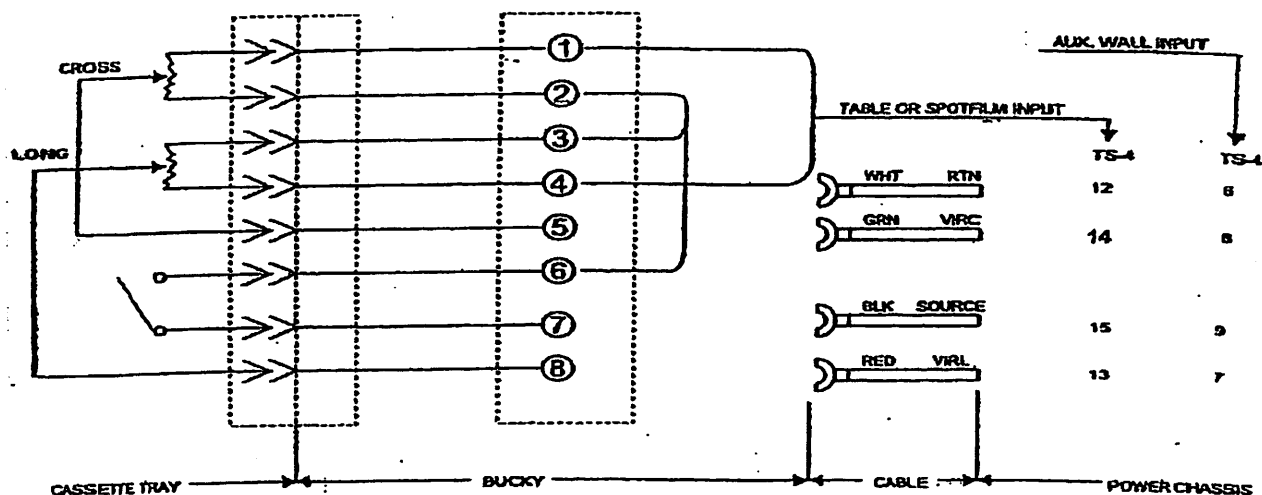 AUX. WALL INPUT
CROSS
TABLE OR SPOTFILM INPUT
LONG
TS-4 TS-4
1
2
3
4
5
6
7
8
WHT RTN 12 6
GRN VIRC 14 8
BLK SOURCE 15 9
RED VIRL 13 7
CASSETTE TRAY BUCKY CABLE POWER CHASSIS